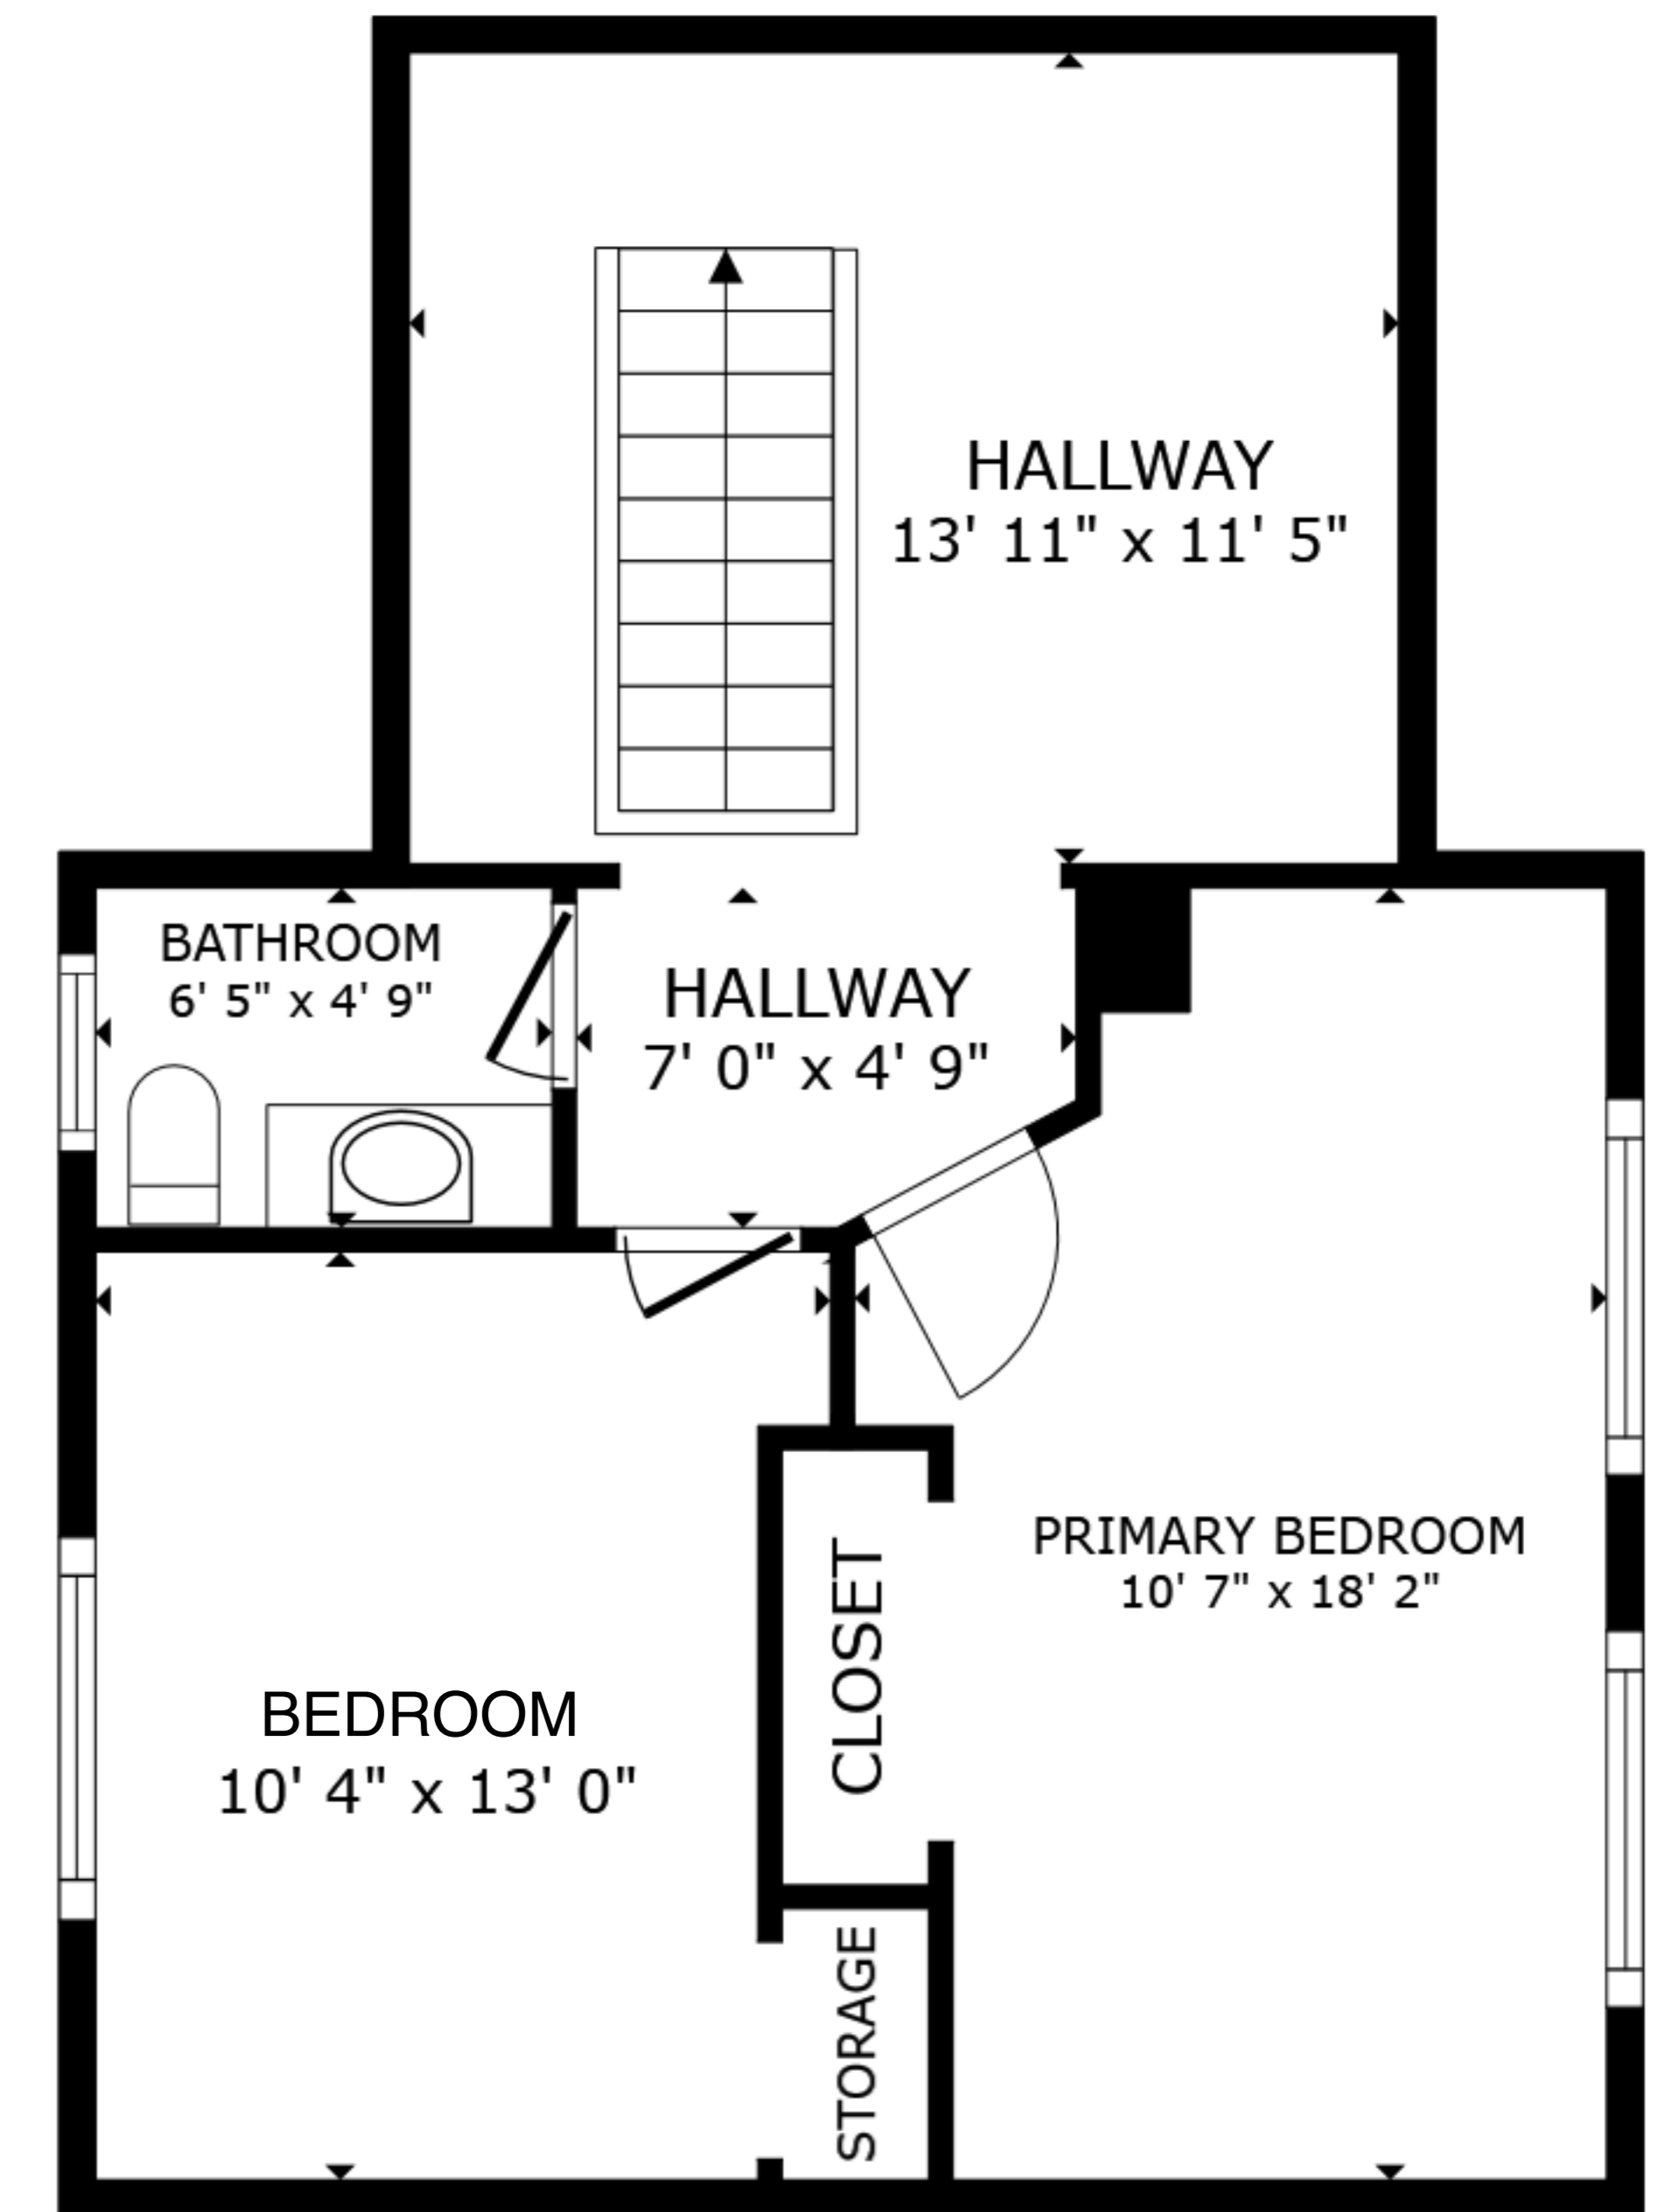 HALLWAY
13' 11" x 11' 5"
BATHROOM
6' 5" x 4' 9"
HALLWAY
7' 0" x 4' 9"
PRIMARY BEDROOM
10' 7" x 18' 2"
CLOSET
BEDROOM
10' 4" x 13' 0"
STORAGE